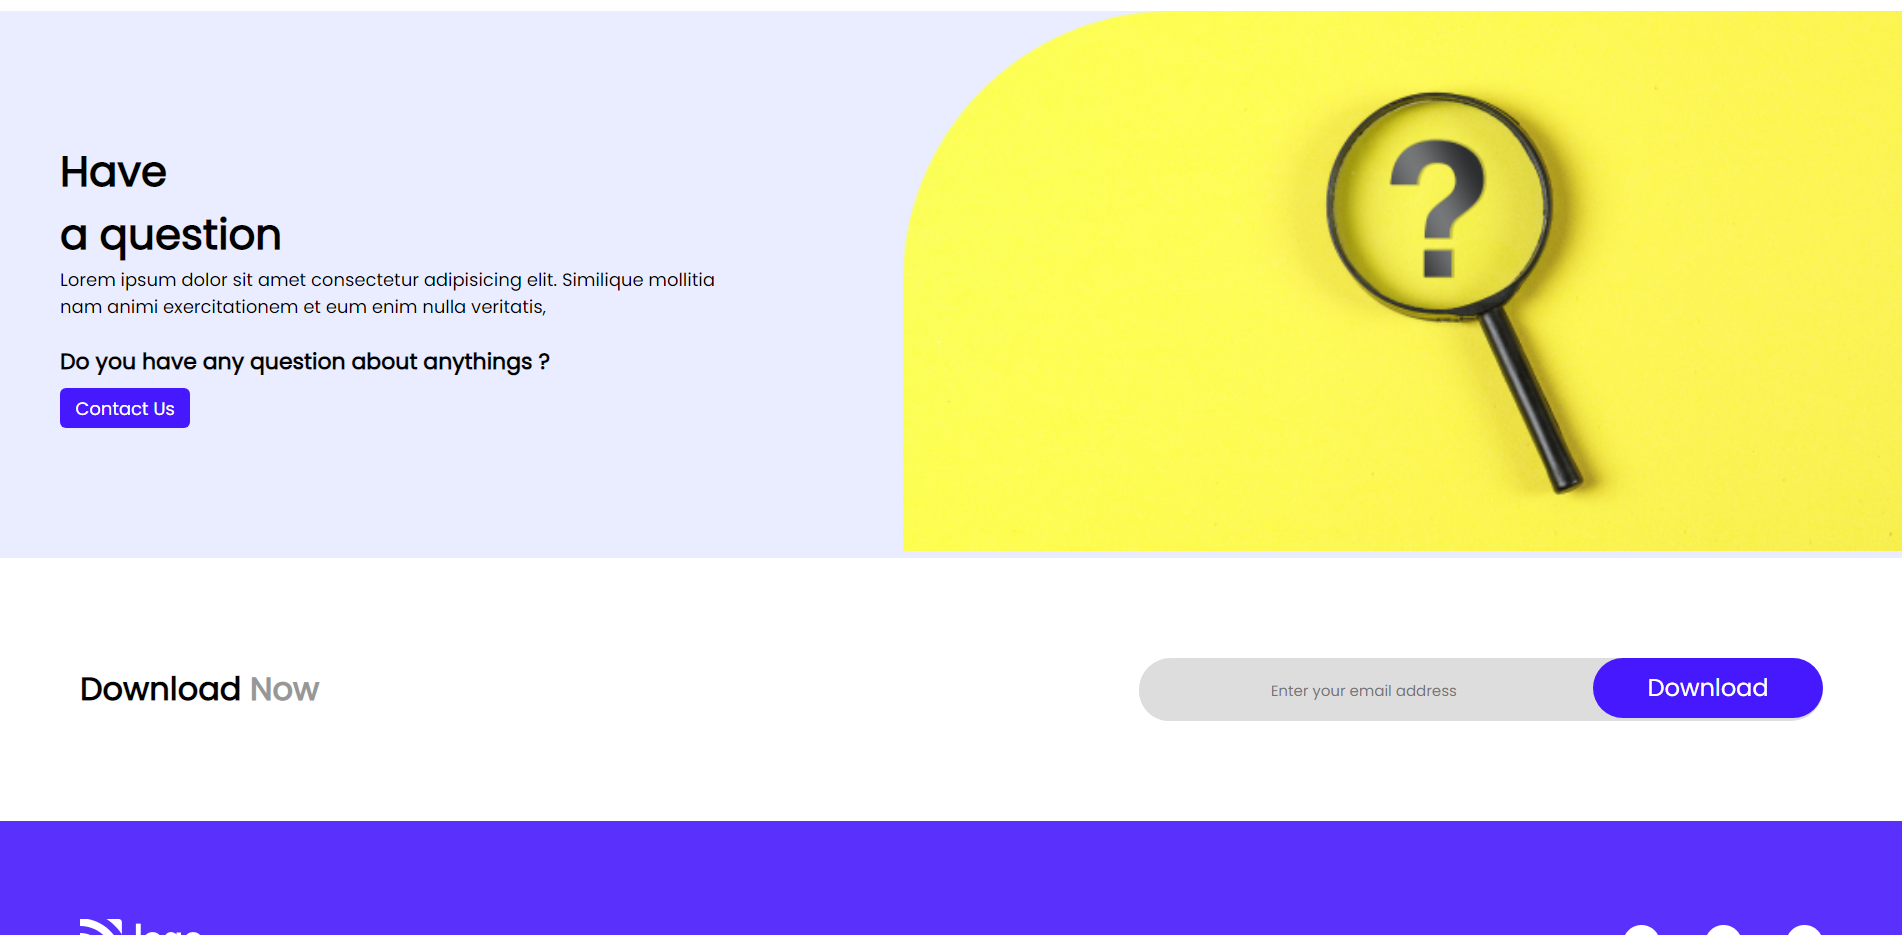 Have
a question
Lorem ipsum dolor sit amet consectetur adipisicing elit. Similique mollitia
nam animi exercitationem et eum enim nulla veritatis,
Do you have any question about anythings ?
Contact Us
?
Download Now
Enter your email address
Download
logo